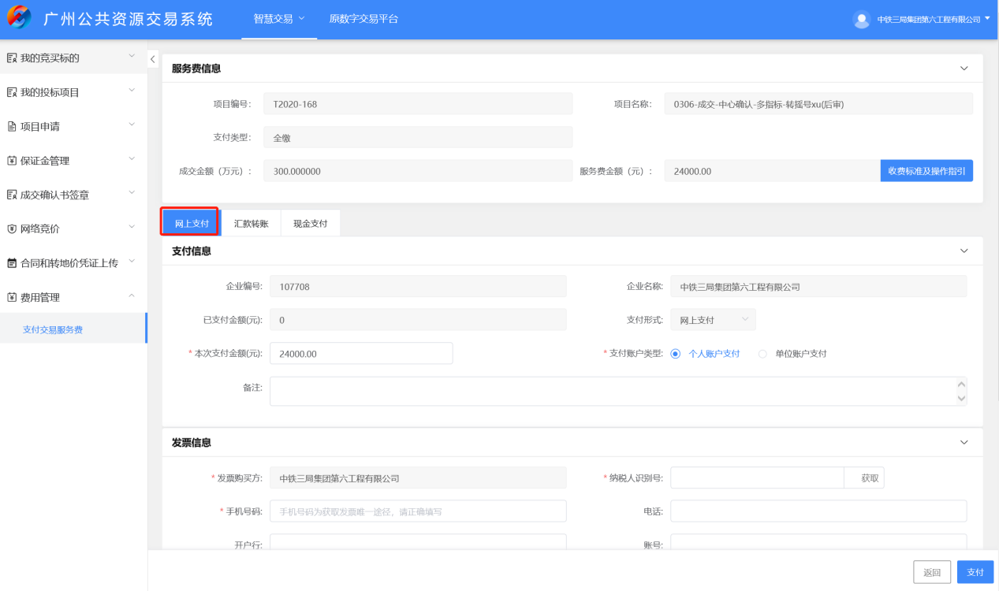 广州公共资源交易系统
智慧交易
原数字交易平台
中铁三局集团第六工程有限公司
我的竞买标的
我的投标项目
项目申请
保证金管理
成交确认书签章
网络竞价
合同和转地价凭证上传
费用管理
支付交易服务费
服务费信息
项目编号: T2020-168
项目名称: 0306-成交-中心确认-多指标-转摇号xu(后审)
支付类型: 全缴
成交金额（万元）: 300.000000
服务费金额（元）: 24000.00 收费标准及操作指引
网上支付 汇款转账 现金支付
支付信息
企业编号: 107708
企业名称: 中铁三局集团第六工程有限公司
已支付金额(元): 0
支付形式: 网上支付
* 本次支付金额(元): 24000.00
* 支付账户类型: 个人账户支付 单位账户支付
备注:
发票信息
* 发票购买方: 中铁三局集团第六工程有限公司
* 纳税人识别号: 获取
* 手机号码: 手机号码为获取发票唯一途径，请正确填写
电话:
开户行:
账号:
返回 支付